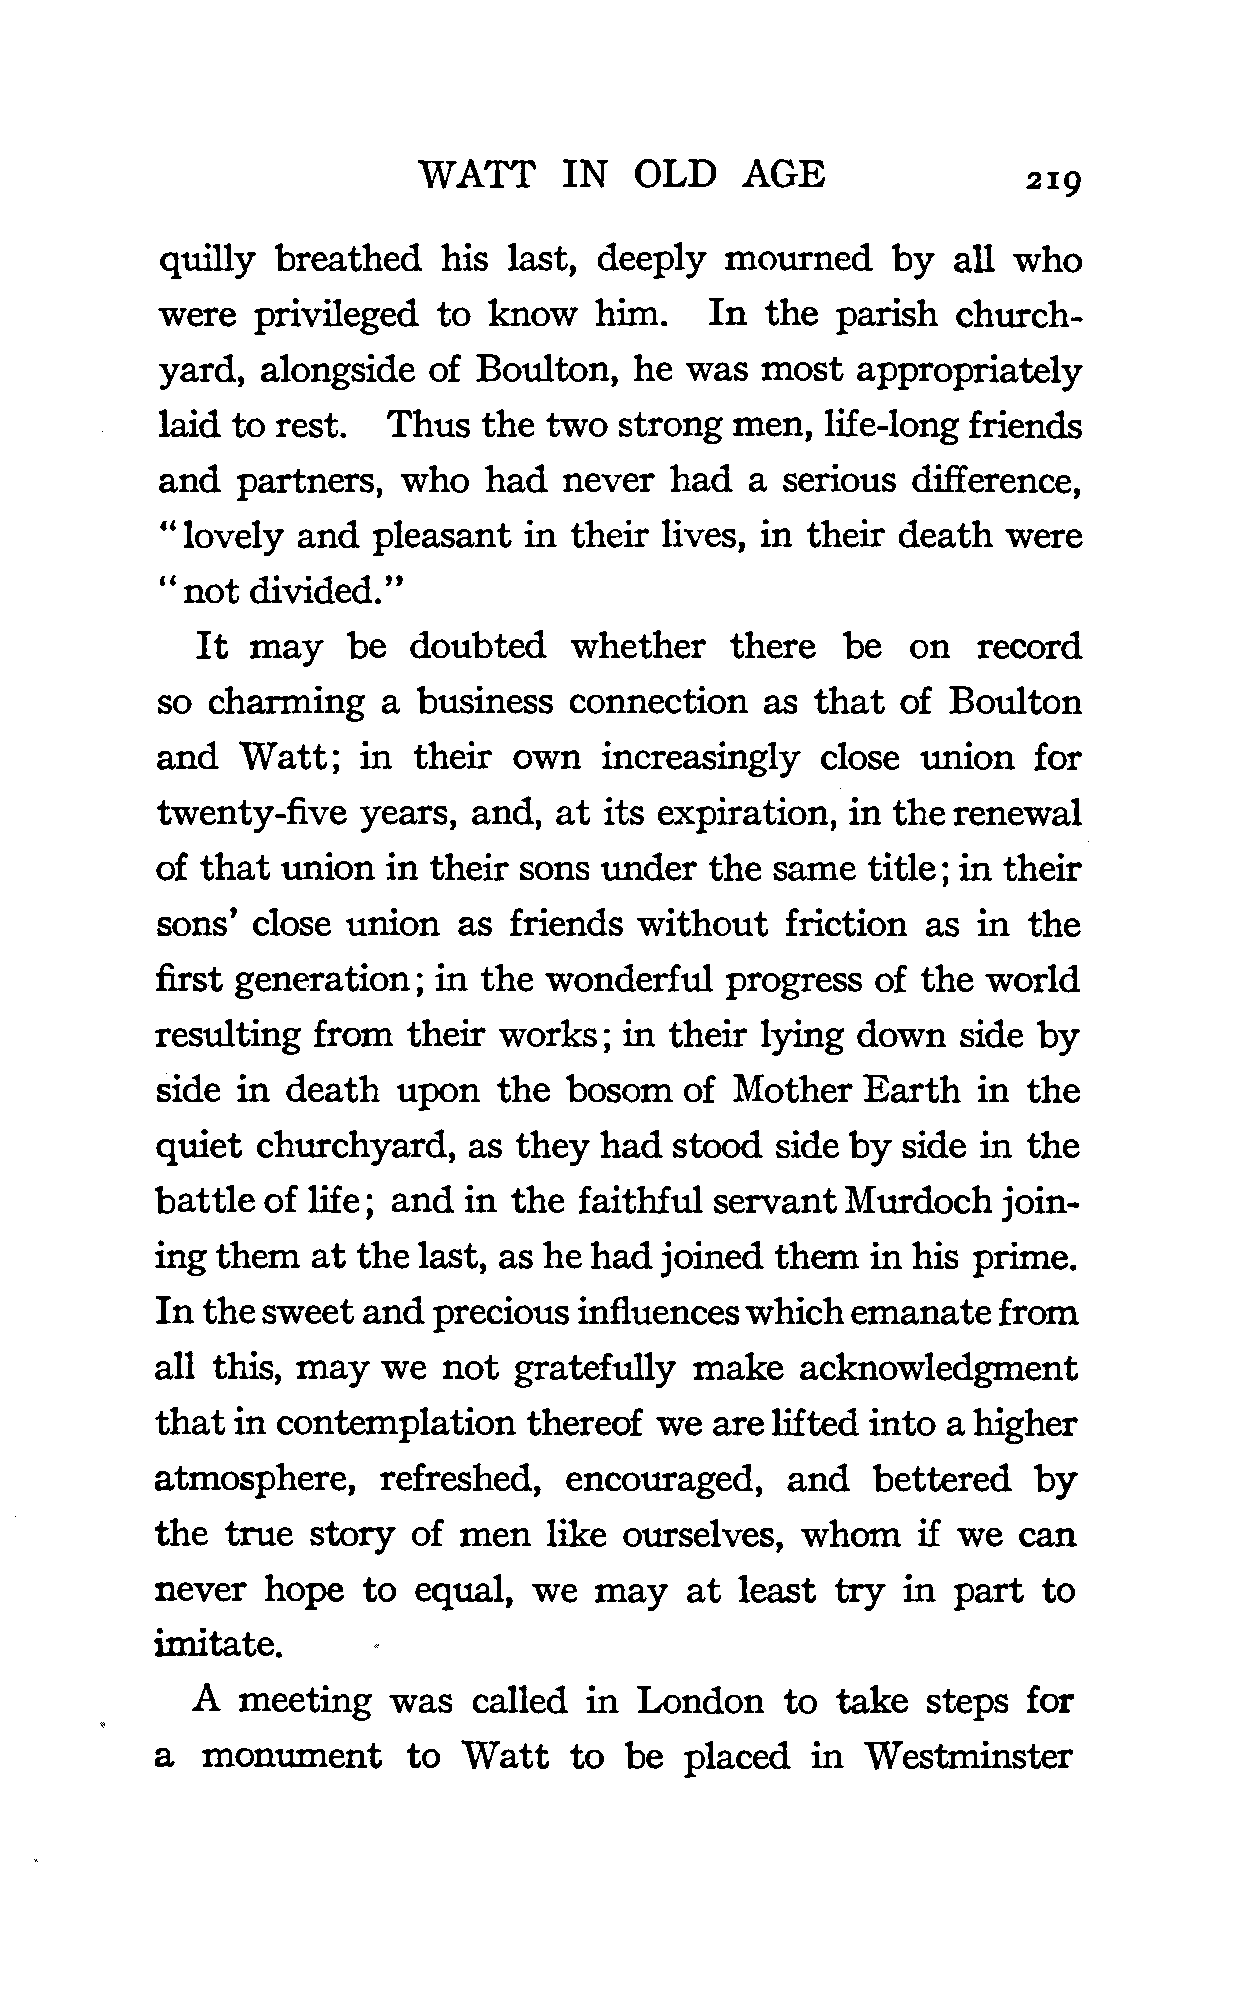 WATT IN OLD AGE 219
quilly breathed his last, deeply mourned by all who
were privileged to know him. In the parish church-
yard, alongside of Boulton, he was most appropriately
laid to rest. Thus the two strong men, life-long friends
and partners, who had never had a serious difference,
"lovely and pleasant in their lives, in their death were
"not divided."
It may be doubted whether there be on record
so charming a business connection as that of Boulton
and Watt; in their own increasingly close union for
twenty-five years, and, at its expiration, in the renewal
of that union in their sons under the same title; in their
sons' close union as friends without friction as in the
first generation; in the wonderful progress of the world
resulting from their works; in their lying down side by
side in death upon the bosom of Mother Earth in the
quiet churchyard, as they had stood side by side in the
battle of life; and in the faithful servant Murdoch join-
ing them at the last, as he had joined them in his prime.
In the sweet and precious influences which emanate from
all this, may we not gratefully make acknowledgment
that in contemplation thereof we are lifted into a higher
atmosphere, refreshed, encouraged, and bettered by
the true story of men like ourselves, whom if we can
never hope to equal, we may at least try in part to
imitate.
A meeting was called in London to take steps for
a monument to Watt to be placed in Westminster